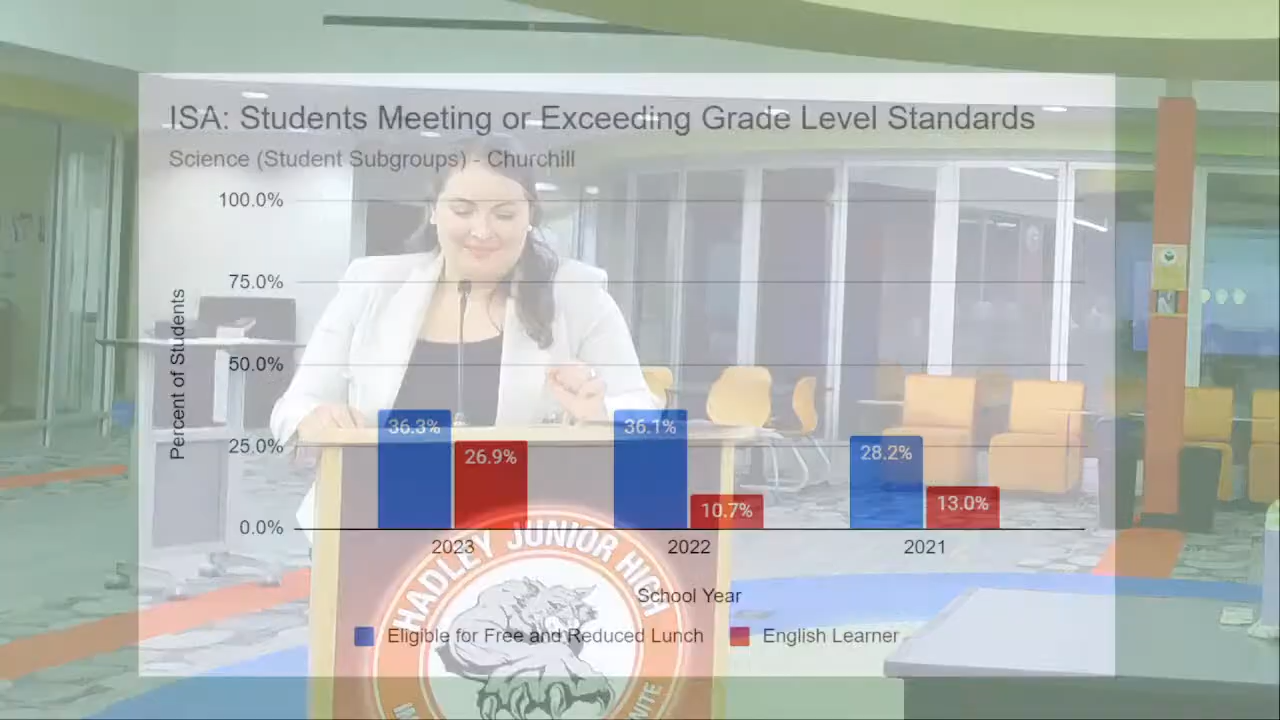 ISA: Students Meeting or Exceeding Grade Level Standards
Science (Student Subgroups) - Churchill
100.0%
75.0%
50.0%
25.0%
0.0%
Percent of Students
36.3%
26.9%
36.1%
10.7%
28.2%
13.0%
2023
2022
2021
School Year
Eligible for Free and Reduced Lunch
English Learner
HADLEY JUNIOR HIGH